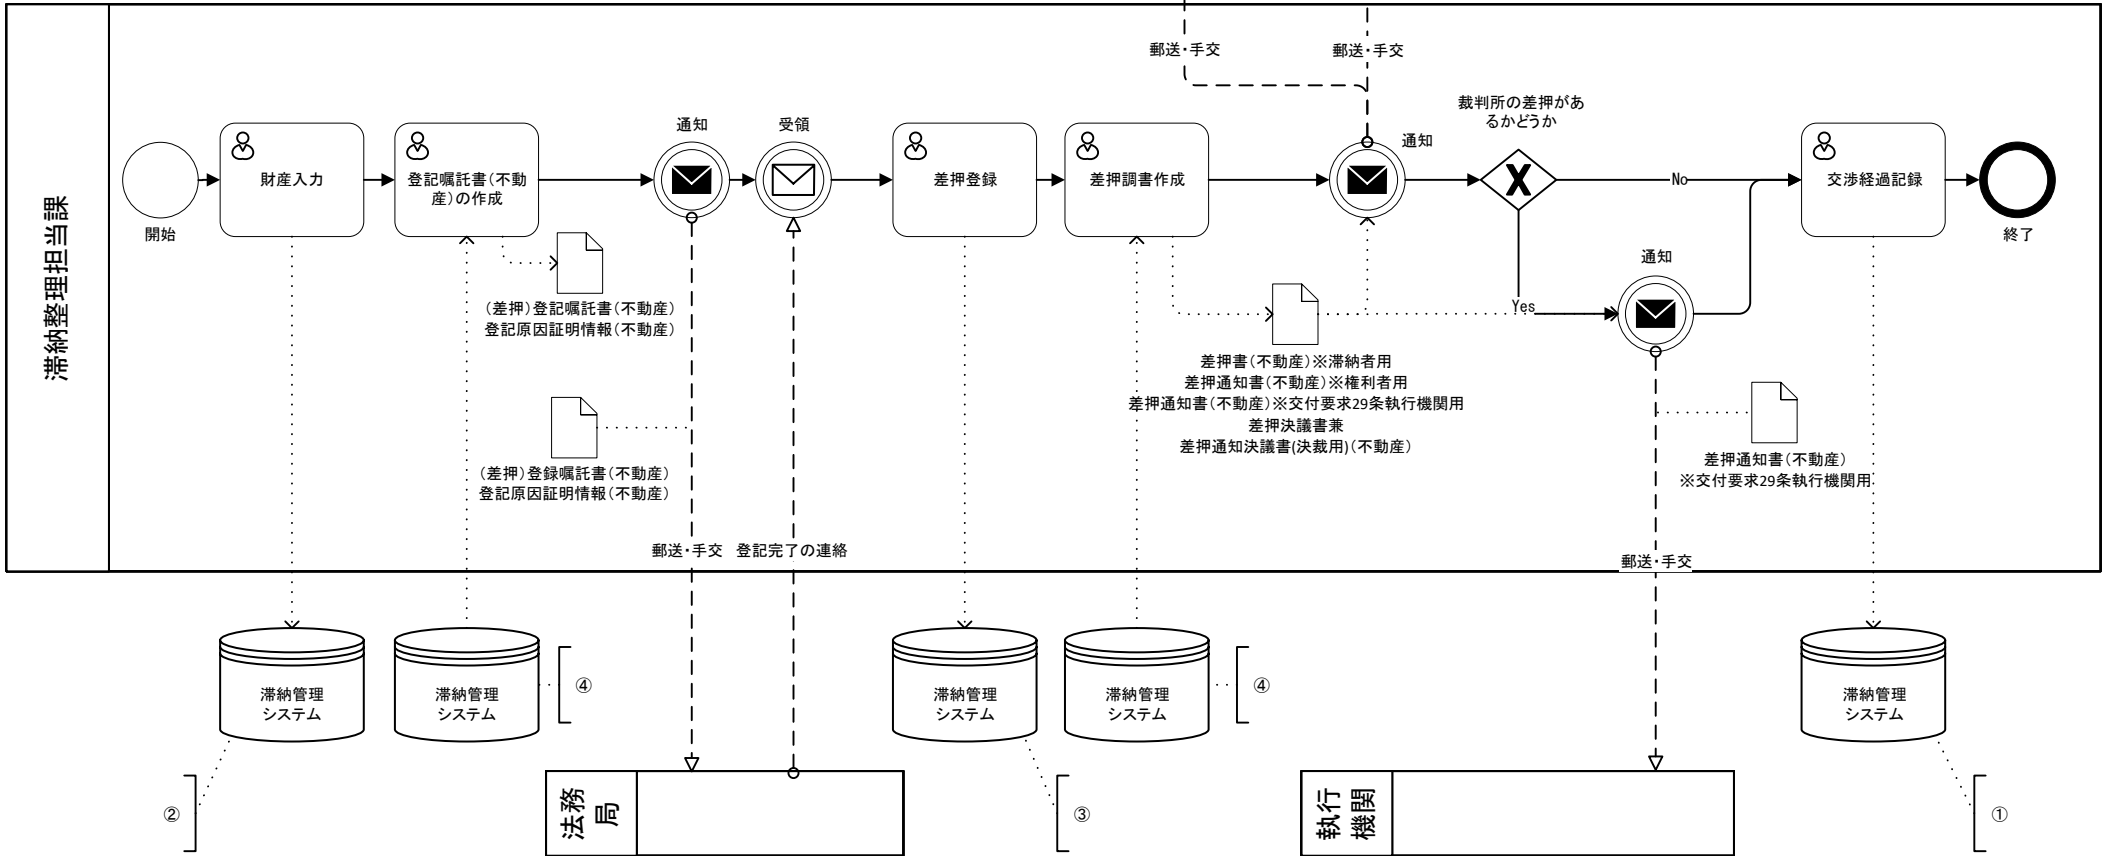 滞納整理担当課
郵送・手交
郵送・手交
裁判所の差押があ
るかどうか
通知
受領
通知
開始
財産入力
登記嘱託書(不動
産)の作成
差押登録
差押調書作成
No
交渉経過記録
終了
通知
Yes
(差押)登記嘱託書(不動産)
登記原因証明情報(不動産)
差押書(不動産)※滞納者用
差押通知書(不動産)※権利者用
差押通知書(不動産)※交付要求29条執行機関用
差押決議書兼
差押通知決議書(決裁用)(不動産)
(差押)登録嘱託書(不動産)
登記原因証明情報(不動産)
差押通知書(不動産)
※交付要求29条執行機関用
郵送・手交
登記完了の連絡
郵送・手交
滞納管理
システム
滞納管理
システム
④
滞納管理
システム
滞納管理
システム
④
滞納管理
システム
②
法務
局
③
執行
機関
①